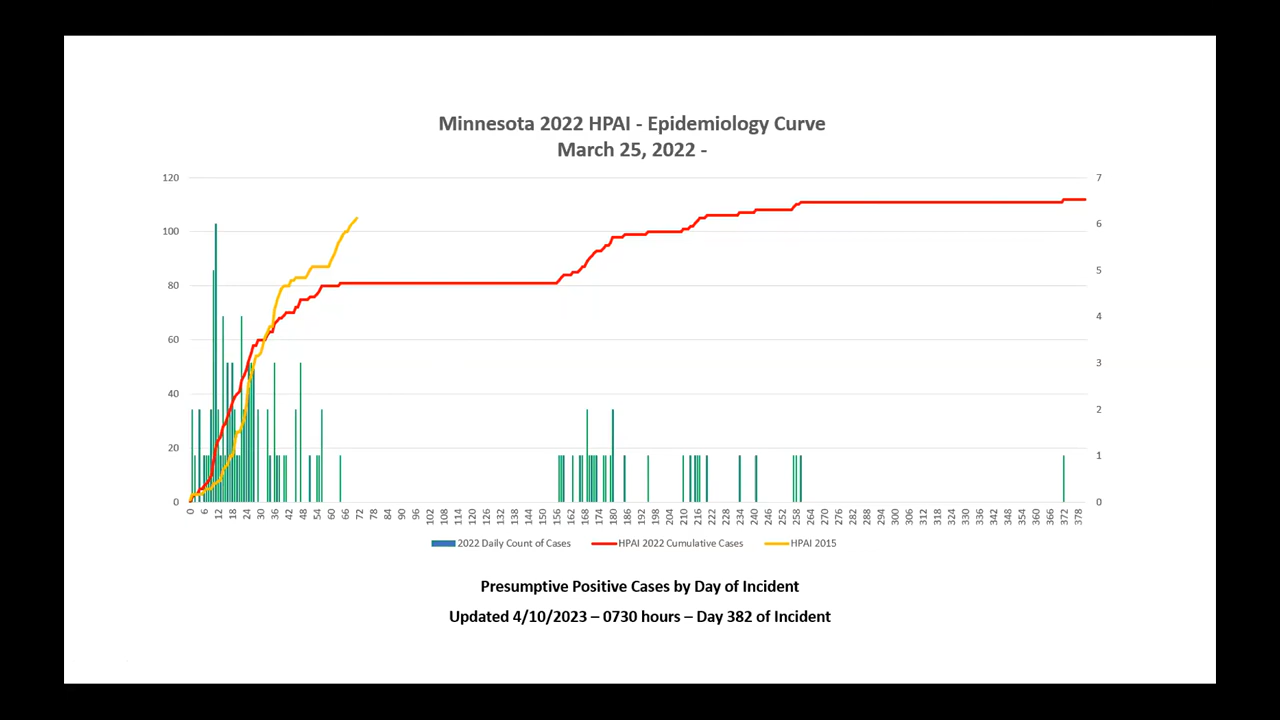 Minnesota 2022 HPAI - Epidemiology Curve
March 25, 2022 -
120 7
100 6
5
80
4
60
3
40
2
20 1
0 0
0 6 12 18 24 30 36 42 48 54 60 66 72 78 84 90 96 102 108 114 120 126 132 138 144 150 156 162 168 174 180 186 192 198 204 210 216 222 228 234 240 246 252 258 264 270 276 282 288 294 300 306 312 318 324 330 336 342 348 354 360 366 372 378
2022 Daily Count of Cases HPAI 2022 Cumulative Cases HPAI 2015
Presumptive Positive Cases by Day of Incident
Updated 4/10/2023 – 0730 hours – Day 382 of Incident